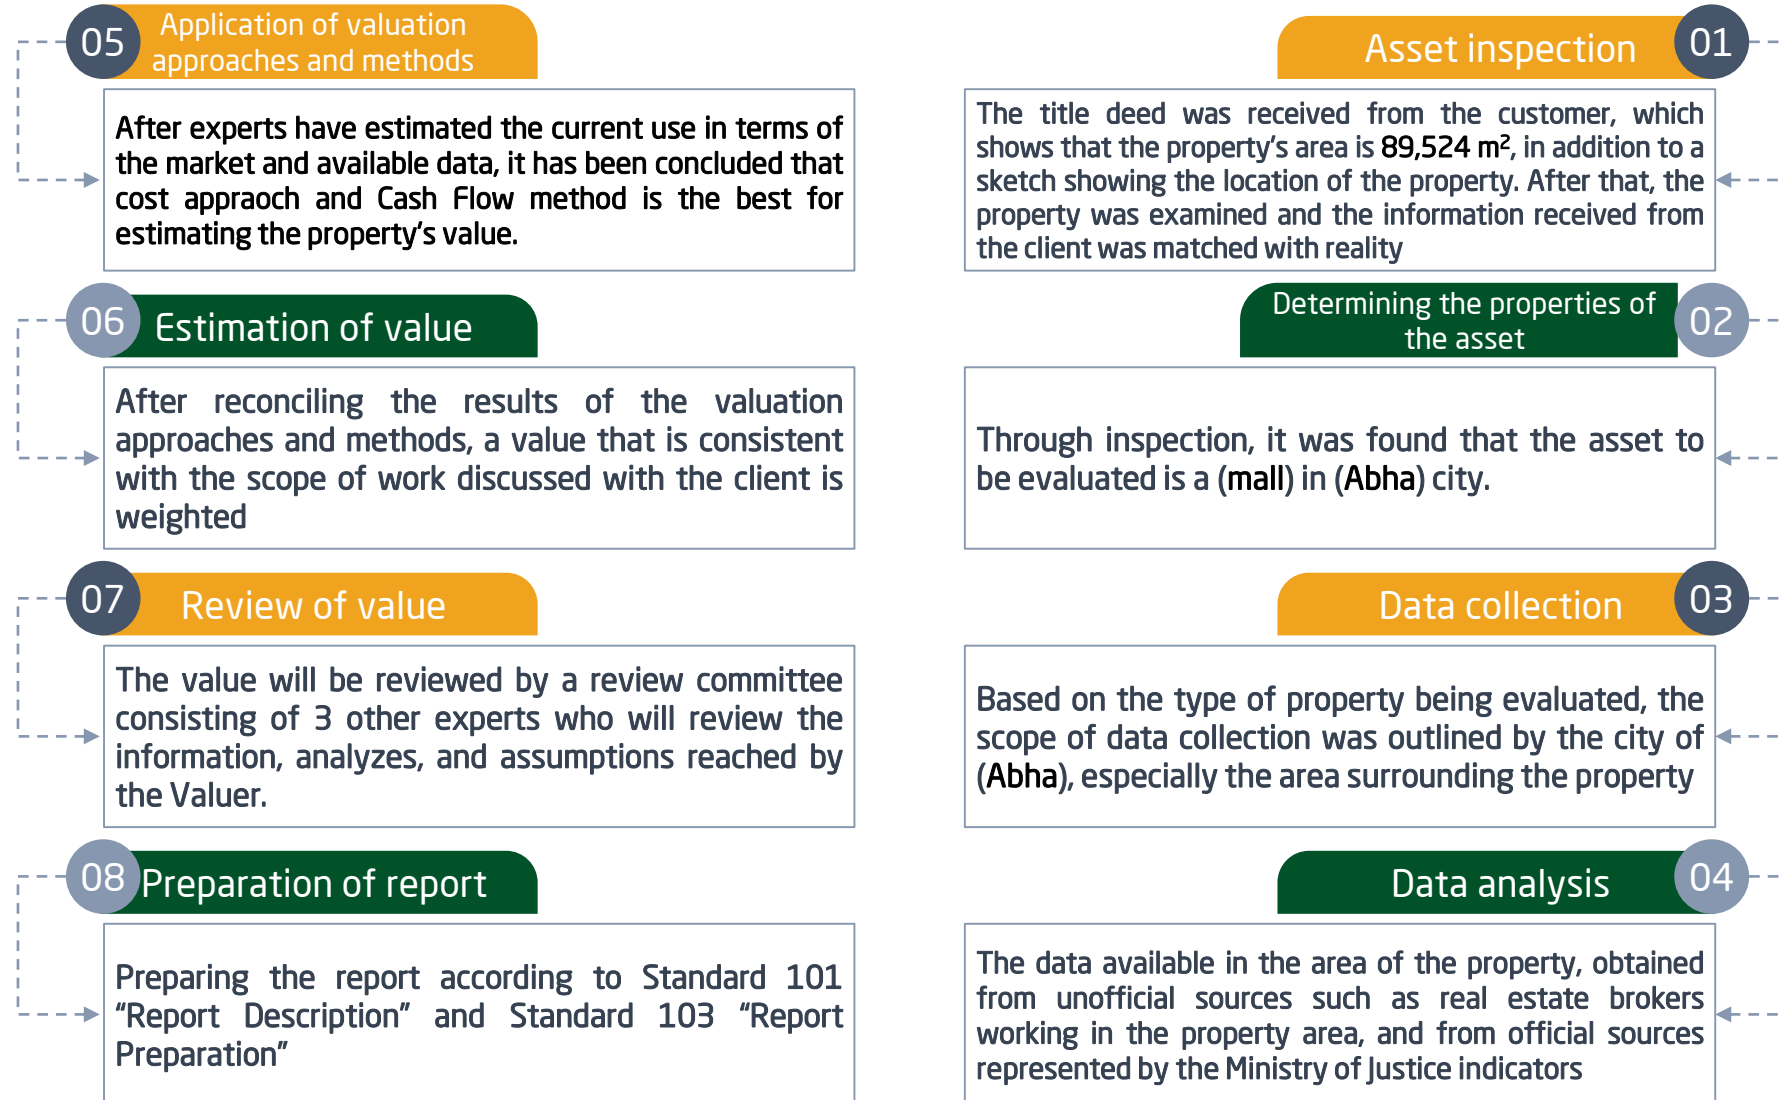 01
Asset inspection
The title deed was received from the customer, which
shows that the property's area is 89,524 m², in addition to a
sketch showing the location of the property. After that, the
property was examined and the information received from
the client was matched with reality
02
Determining the properties of
the asset
Through inspection, it was found that the asset to
be evaluated is a (mall) in (Abha) city.
03
Data collection
Based on the type of property being evaluated, the
scope of data collection was outlined by the city of
(Abha), especially the area surrounding the property
04
Data analysis
The data available in the area of the property, obtained
from unofficial sources such as real estate brokers
working in the property area, and from official sources
represented by the Ministry of Justice indicators
05
Application of valuation
approaches and methods
After experts have estimated the current use in terms of
the market and available data, it has been concluded that
cost appraoch and Cash Flow method is the best for
estimating the property's value.
06
Estimation of value
After reconciling the results of the valuation
approaches and methods, a value that is consistent
with the scope of work discussed with the client is
weighted
07
Review of value
The value will be reviewed by a review committee
consisting of 3 other experts who will review the
information, analyzes, and assumptions reached by
the Valuer.
08
Preparation of report
Preparing the report according to Standard 101
“Report Description” and Standard 103 “Report
Preparation”